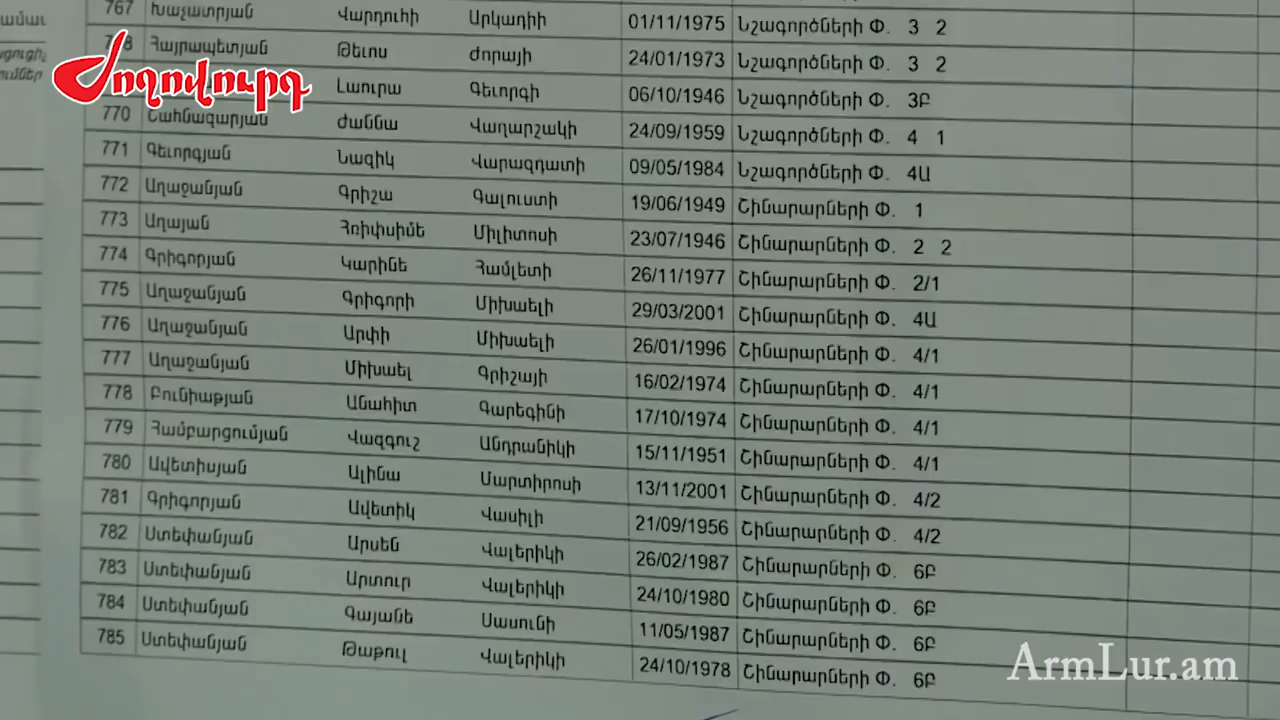 767 Խաչատրյան Վարդուհի Արկադիի 01/11/1975 Նշագործների Փ. 3 2
Ժողովուրդ
Հայրապետյան Թեւոս Ժորայի 24/01/1973 Նշագործների Փ. 3 2
Լաուրա Գեւորգի 06/10/1946 Նշագործների Փ. 3Բ
770 Շահնազարյան Ժաննա Վաղարշակի 24/09/1959 Նշագործների Փ. 4 1
771 Գեւորգյան Նազիկ Վարազդատի 09/05/1984 Նշագործների Փ. 4Ա
772 Աղաջանյան Գրիշա Գալուստի 19/06/1949 Շինարարների Փ. 1
773 Աղայան Հռիփսիմե Միլիտոսի 23/07/1946 Շինարարների Փ. 2 2
774 Գրիգորյան Կարինե Համլետի 26/11/1977 Շինարարների Փ. 2/1
775 Աղաջանյան Գրիգորի Միխաելի 29/03/2001 Շինարարների Փ. 4Ա
776 Աղաջանյան Արփի Միխաելի 26/01/1996 Շինարարների Փ. 4/1
777 Աղաջանյան Միխաել Գրիշայի 16/02/1974 Շինարարների Փ. 4/1
778 Բունիաթյան Անահիտ Գարեգինի 17/10/1974 Շինարարների Փ. 4/1
779 Համբարցումյան Վազգուշ Անդրանիկի 15/11/1951 Շինարարների Փ. 4/1
780 Ավետիսյան Ալինա Մարտիրոսի 13/11/2001 Շինարարների Փ. 4/2
781 Գրիգորյան Ավետիկ Վասիլի 21/09/1956 Շինարարների Փ. 4/2
782 Ստեփանյան Արսեն Վալերիկի 26/02/1987 Շինարարների Փ. 6Բ
783 Ստեփանյան Արտուր Վալերիկի 24/10/1980 Շինարարների Փ. 6Բ
784 Ստեփանյան Գայանե Սասունի 11/05/1987 Շինարարների Փ. 6Բ
785 Ստեփանյան Թաթուլ Վալերիկի 24/10/1978 Շինարարների Փ. 6Բ
ArmLur.am